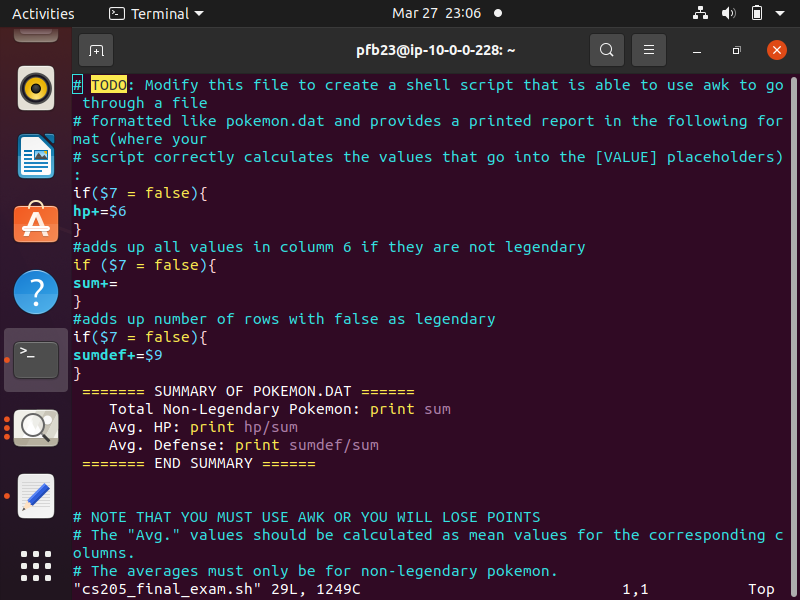 Activities Terminal Mar 27 23:06
pfb23@ip-10-0-0-228: ~
# TODO: Modify this file to create a shell script that is able to use awk to go
 through a file
# formatted like pokemon.dat and provides a printed report in the following for
mat (where your
# script correctly calculates the values that go into the [VALUE] placeholders)
:
if($7 = false){
hp+=$6
}
#adds up all values in columm 6 if they are not legendary
if ($7 = false){
sum+=
}
#adds up number of rows with false as legendary
if($7 = false){
sumdef+=$9
}
 ======= SUMMARY OF POKEMON.DAT ======
    Total Non-Legendary Pokemon: print sum
    Avg. HP: print hp/sum
    Avg. Defense: print sumdef/sum
 ======= END SUMMARY ======
# NOTE THAT YOU MUST USE AWK OR YOU WILL LOSE POINTS
# The "Avg." values should be calculated as mean values for the corresponding c
olumns.
# The averages must only be for non-legendary pokemon.
"cs205_final_exam.sh" 29L, 1249C 1,1 Top